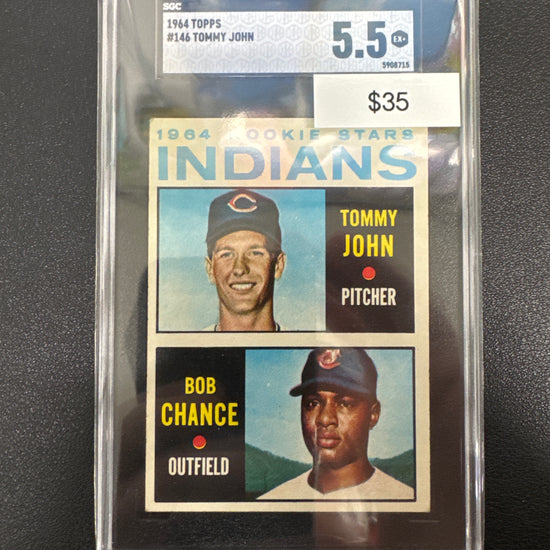 SGC
1964 TOPPS
#146 TOMMY JOHN
5.5
EX+
5908715
$35
1964 ROOKIE STARS
INDIANS
C
TOMMY
JOHN
PITCHER
BOB
CHANCE
OUTFIELD